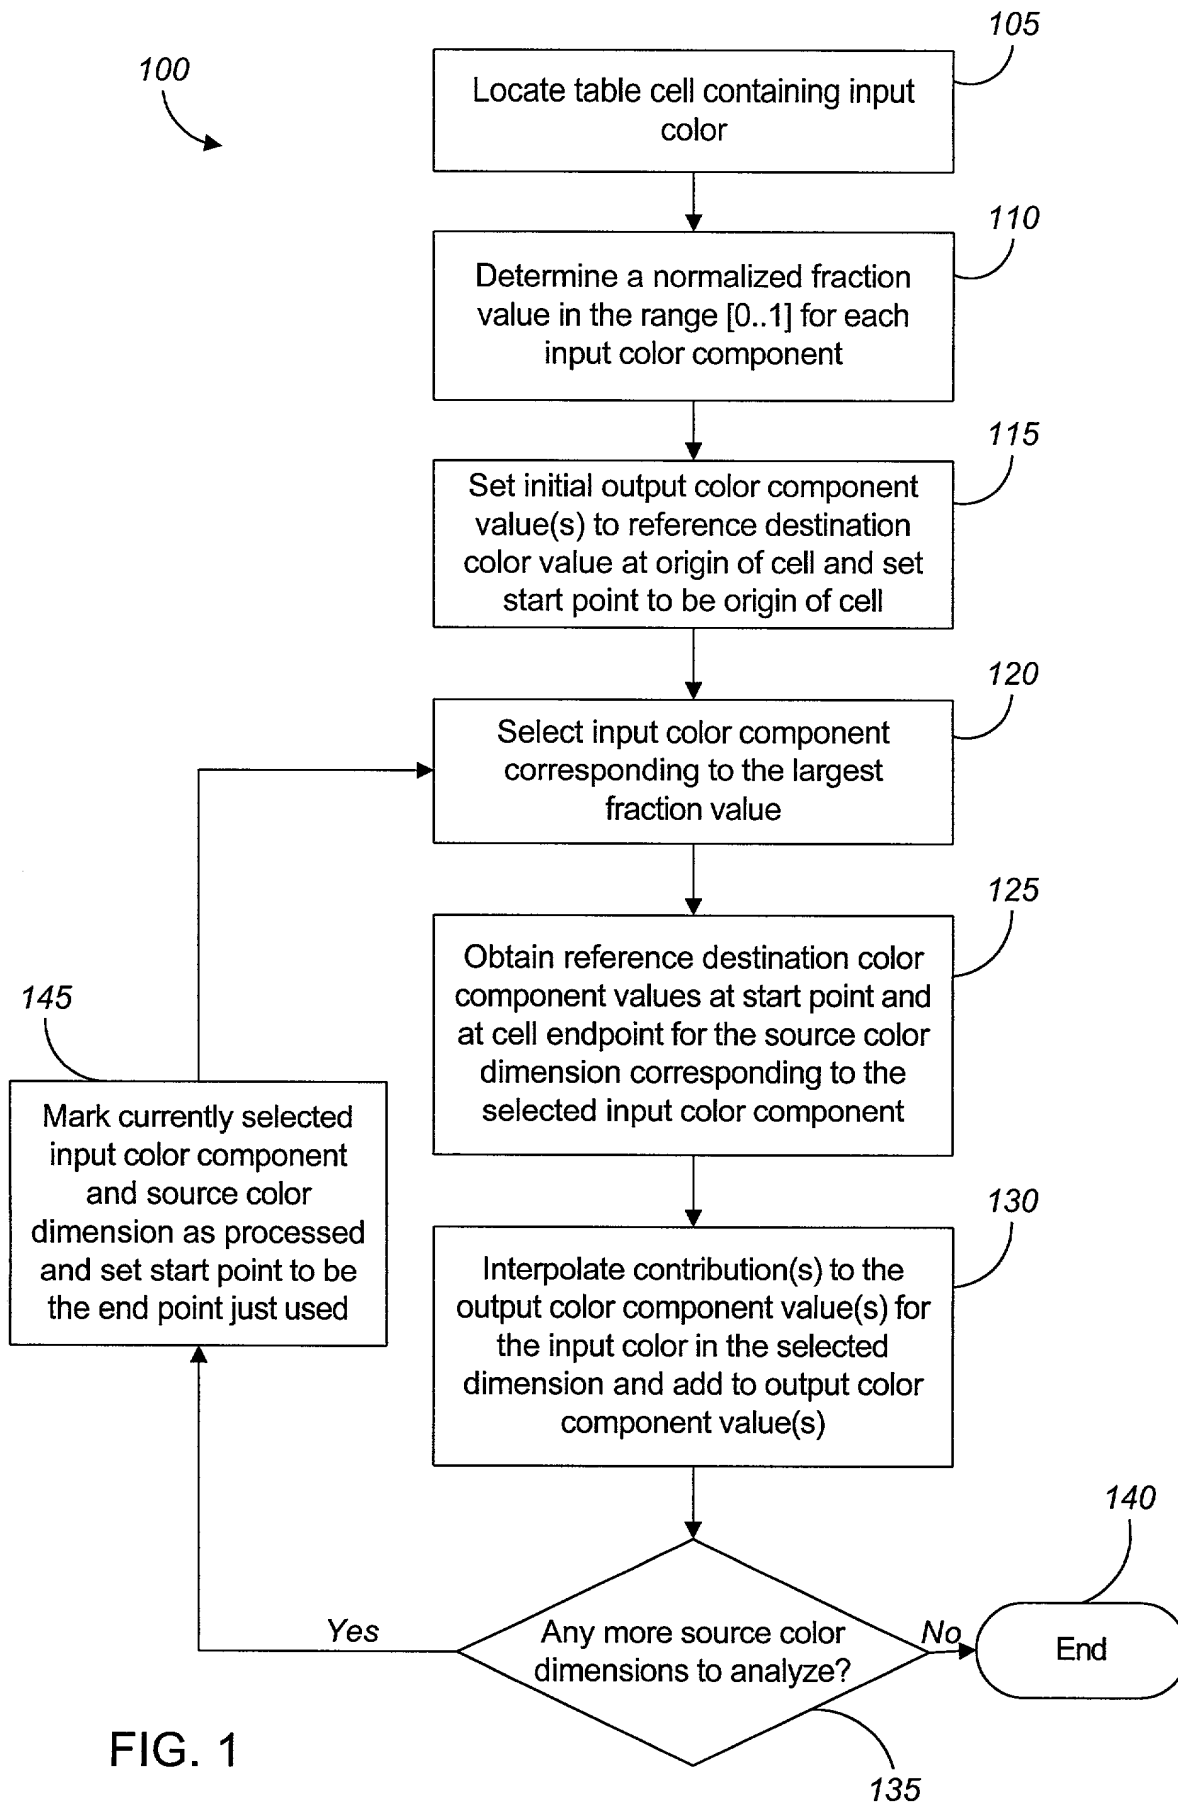 100
105
Locate table cell containing input
color
110
Determine a normalized fraction
value in the range [0..1] for each
input color component
115
Set initial output color component
value(s) to reference destination
color value at origin of cell and set
start point to be origin of cell
120
Select input color component
corresponding to the largest
fraction value
125
Obtain reference destination color
component values at start point and
at cell endpoint for the source color
dimension corresponding to the
selected input color component
145
Mark currently selected
input color component
and source color
dimension as processed
and set start point to be
the end point just used
130
Interpolate contribution(s) to the
output color component value(s) for
the input color in the selected
dimension and add to output color
component value(s)
140
Yes
Any more source color
dimensions to analyze?
No
End
135
FIG. 1